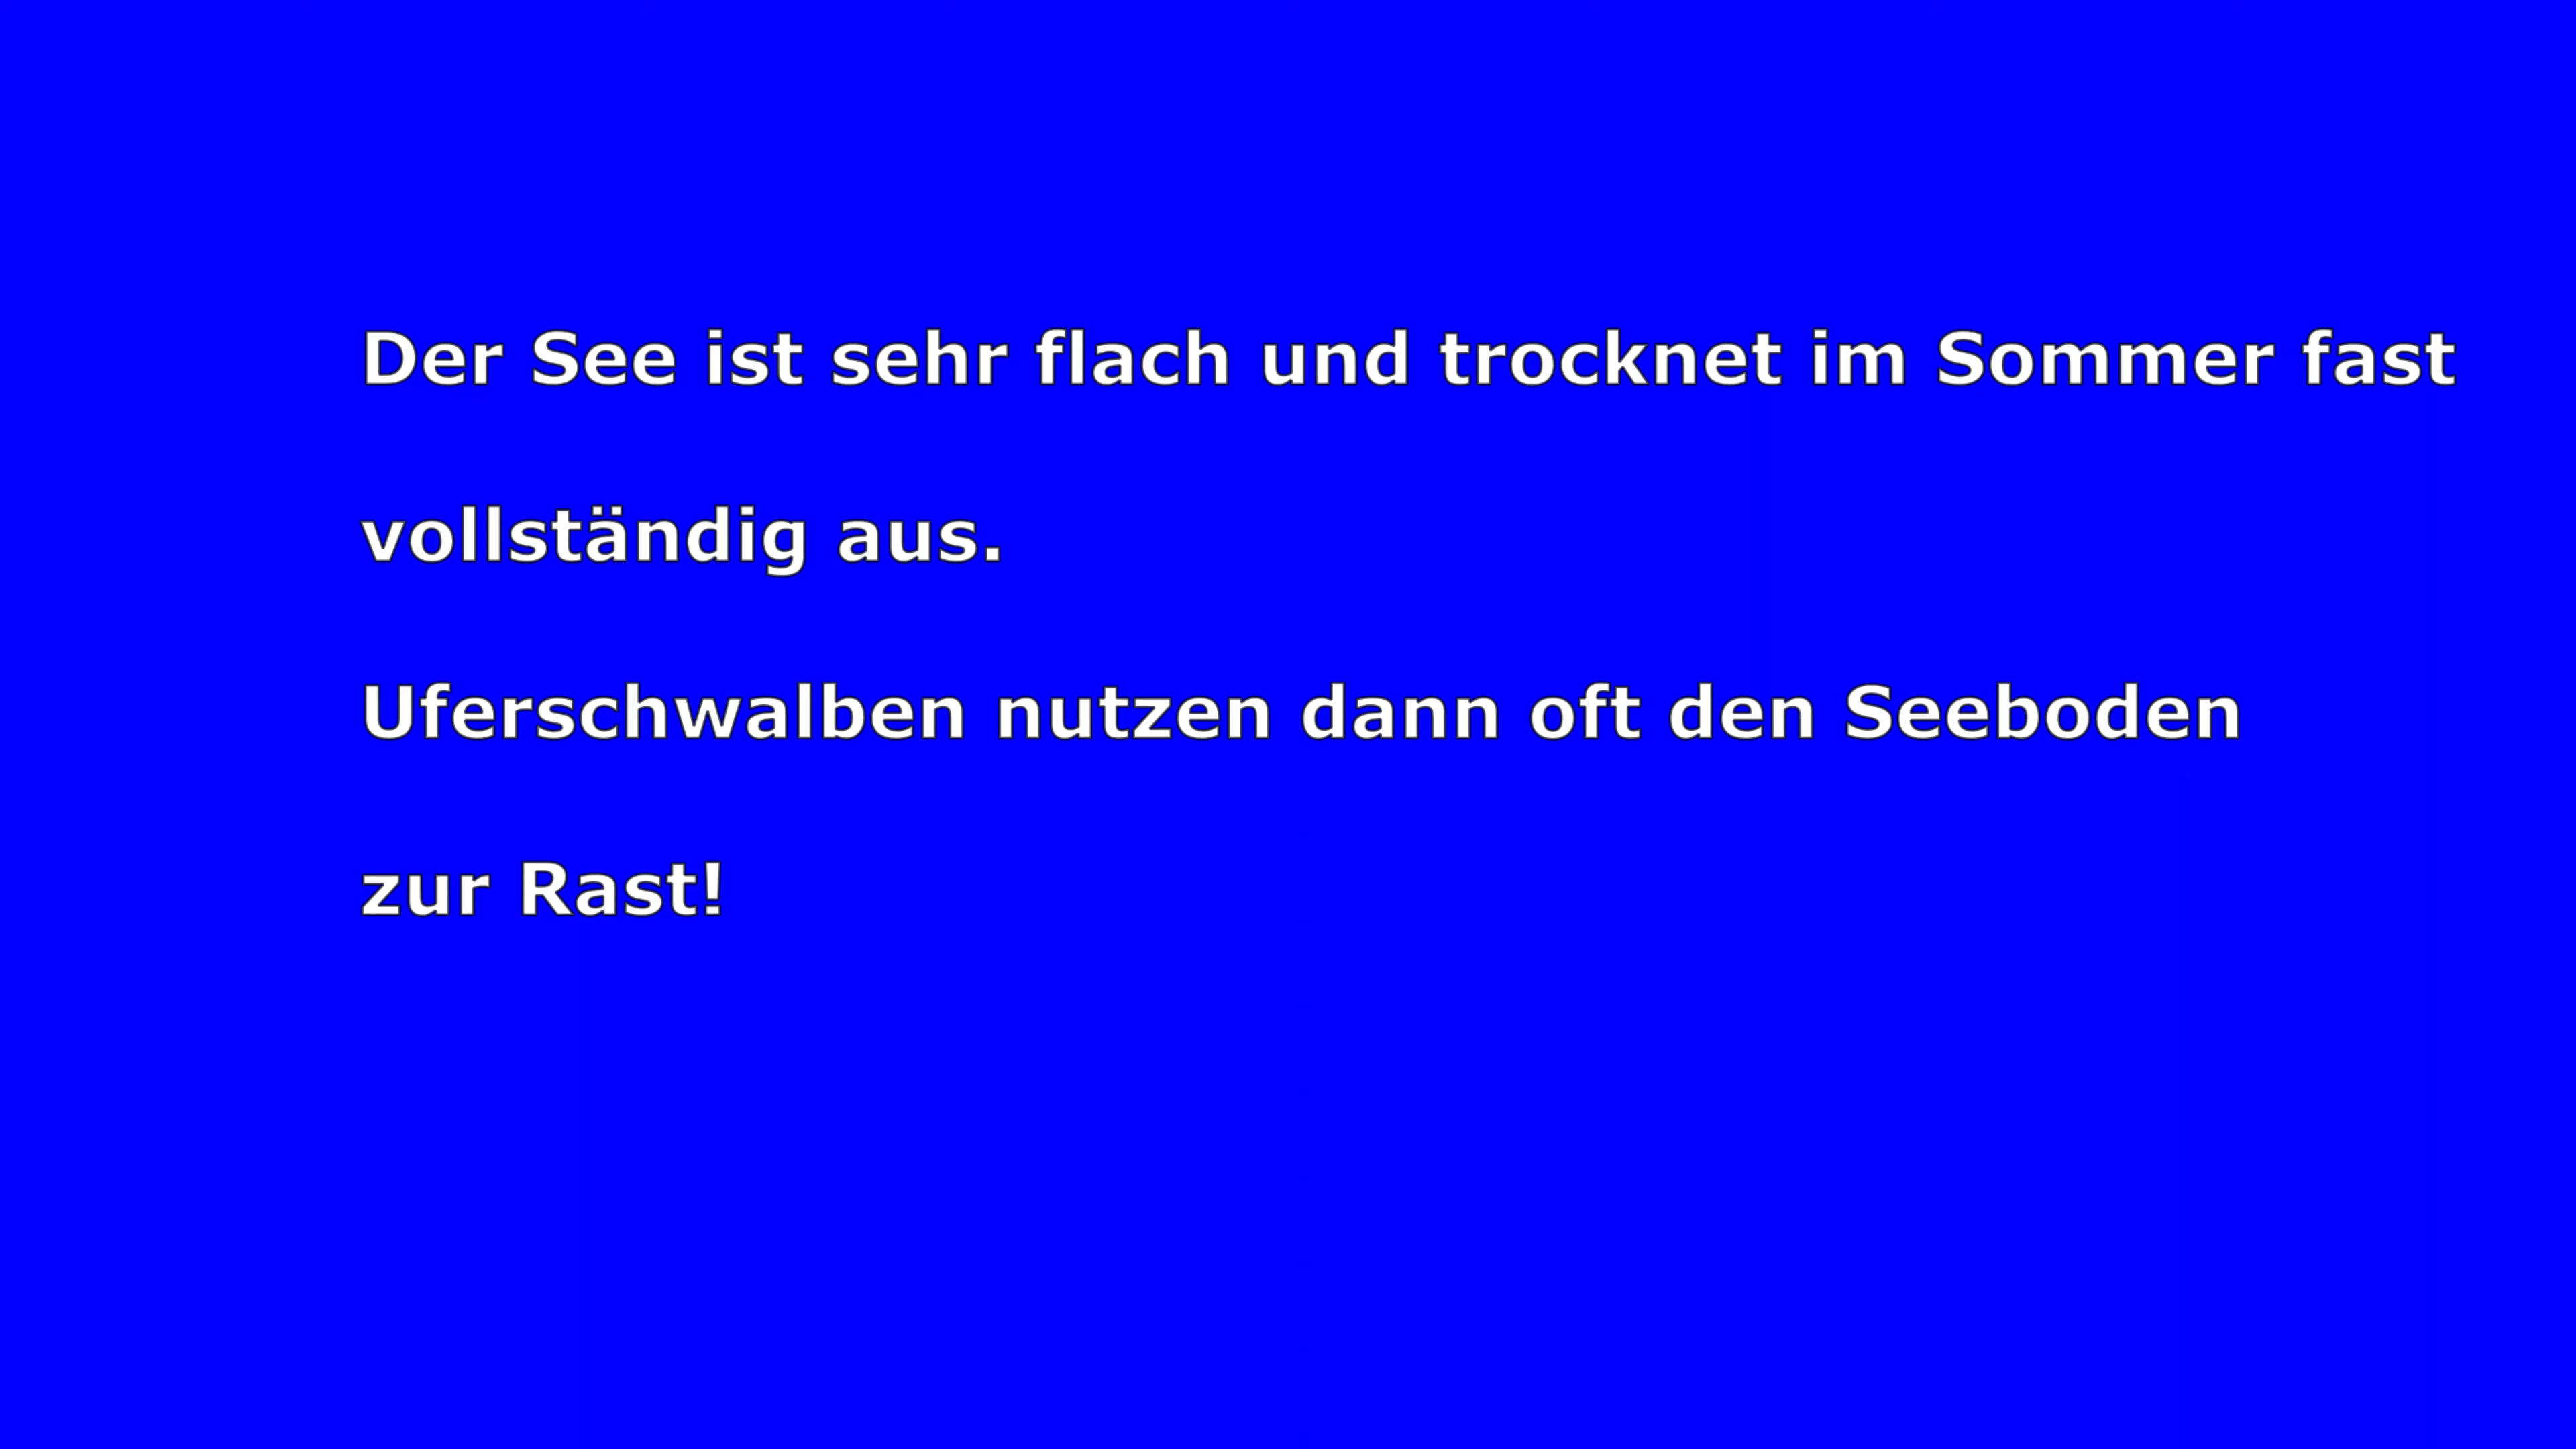 Der See ist sehr flach und trocknet im Sommer fast
vollständig aus.
Uferschwalben nutzen dann oft den Seeboden
zur Rast!